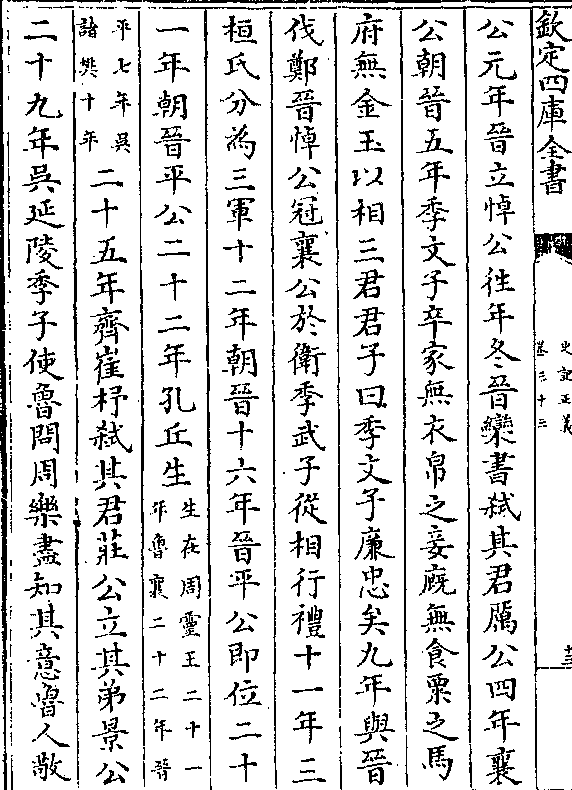 欽定四庫全書
史記正義
卷三十三
公元年晉立悼公徃年冬晉欒書弑其君厲公四年襄
公朝晉五年季文子卒家無衣帛之妾廐無食粟之馬
府無金玉以相三君君子曰季文子廉忠矣九年與晉
伐鄭晉悼公冠襄公於衛季武子從相行禮十一年三
桓氏分為三軍十二年朝晉十六年晉平公即位二十
一年朝晉平公二十二年孔丘生生在周靈王二十一年魯襄二十二年晉
平七年吳諸樊十年二十五年齊崔杼弑其君莊公立其弟景公
二十九年吳延陵季子使魯問周樂盡知其意魯人敬